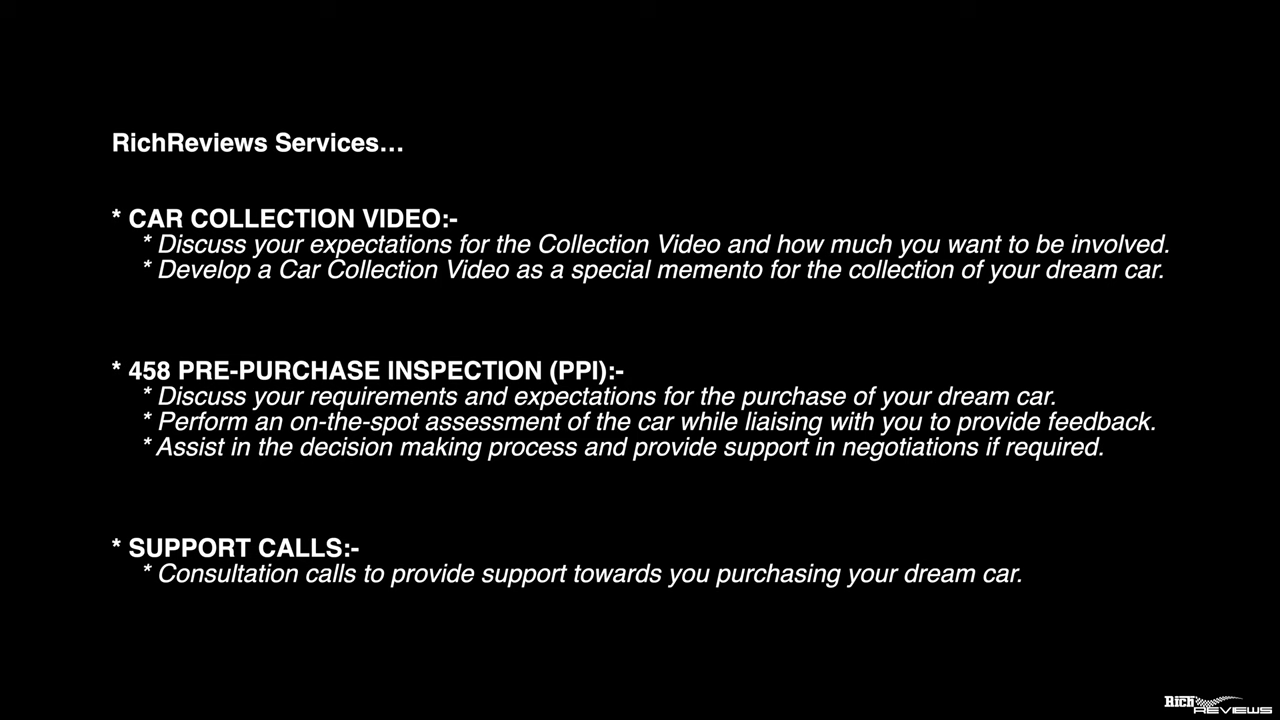 RichReviews Services...
* CAR COLLECTION VIDEO:-
* Discuss your expectations for the Collection Video and how much you want to be involved.
* Develop a Car Collection Video as a special memento for the collection of your dream car.
* 458 PRE-PURCHASE INSPECTION (PPI):-
* Discuss your requirements and expectations for the purchase of your dream car.
* Perform an on-the-spot assessment of the car while liaising with you to provide feedback.
* Assist in the decision making process and provide support in negotiations if required.
* SUPPORT CALLS:-
* Consultation calls to provide support towards you purchasing your dream car.
Rich
REVIEWS